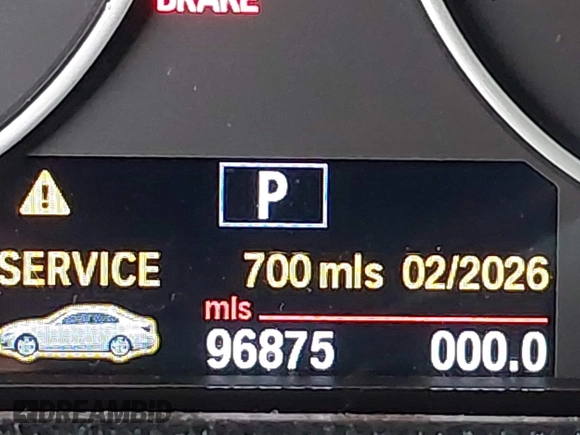 BRAKE
P
SERVICE 700 mls 02/2026
mls
96875 000.0
DREAMBID